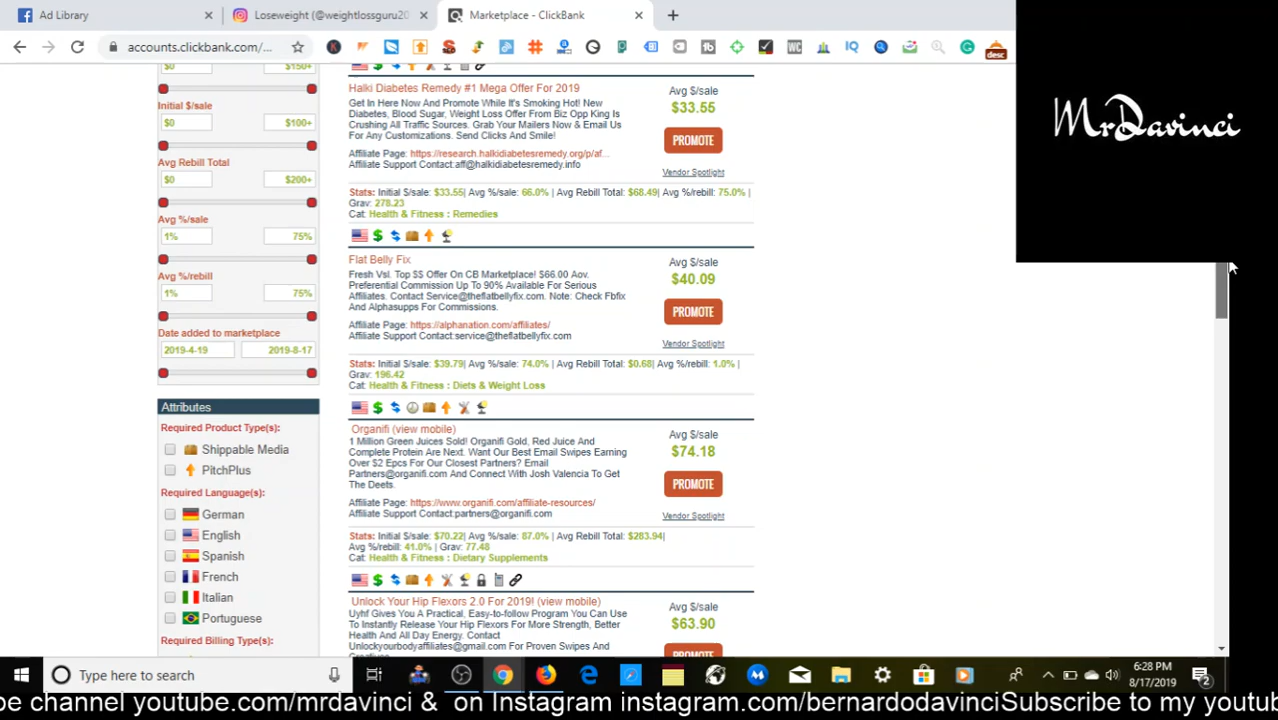 Ad Library
Loseweight (@weightlossguru20
Marketplace - ClickBank
accounts.clickbank.com/...
desc
MrDavinci
$0 $150+
Initial $/sale
$0 $100+
Avg Rebill Total
$0 $200+
Avg %/sale
1% 75%
Avg %/rebill
1% 75%
Date added to marketplace
2019-4-19 2019-8-17
Attributes
Required Product Type(s):
Shippable Media
PitchPlus
Required Language(s):
German
English
Spanish
French
Italian
Portuguese
Required Billing Type(s):
Halki Diabetes Remedy #1 Mega Offer For 2019
Get In Here Now And Promote While It's Smoking Hot! New
Diabetes, Blood Sugar, Weight Loss Offer From Biz Opp King Is
Crushing All Traffic Sources. Grab Your Mailers Now & Email Us
For Any Customizations. Send Clicks And Smile!
Affiliate Page: https://research.halkidiabetesremedy.org/p/af...
Affiliate Support Contact:aff@halkidiabetesremedy.info
Avg $/sale
$33.55
PROMOTE
Vendor Spotlight
Stats: Initial $/sale: $33.55| Avg %/sale: 66.0% | Avg Rebill Total: $68.49| Avg %/rebill: 75.0% |
Grav: 278.23
Cat: Health & Fitness : Remedies
Flat Belly Fix
Fresh Vsl. Top $$ Offer On CB Marketplace! $66.00 Aov.
Preferential Commission Up To 90% Available For Serious
Affiliates. Contact Service@theflatbellyfix.com. Note: Check Fbfix
And Alphasupps For Commissions.
Affiliate Page: https://alphanation.com/affiliates/
Affiliate Support Contact:service@theflatbellyfix.com
Avg $/sale
$40.09
PROMOTE
Vendor Spotlight
Stats: Initial $/sale: $39.79| Avg %/sale: 74.0% | Avg Rebill Total: $0.68| Avg %/rebill: 1.0% |
Grav: 196.42
Cat: Health & Fitness : Diets & Weight Loss
Organifi (view mobile)
1 Million Green Juices Sold! Organifi Gold, Red Juice And
Complete Protein Are Next. Want Our Best Email Swipes Earning
Over $2 Epcs For Our Closest Partners? Email
Partners@organifi.com And Connect With Josh Valencia To Get
The Deets.
Affiliate Page: https://www.organifi.com/affiliate-resources/
Affiliate Support Contact:partners@organifi.com
Avg $/sale
$74.18
PROMOTE
Vendor Spotlight
Stats: Initial $/sale: $70.22| Avg %/sale: 87.0% | Avg Rebill Total: $283.94|
Avg %/rebill: 41.0% | Grav: 77.48
Cat: Health & Fitness : Dietary Supplements
Unlock Your Hip Flexors 2.0 For 2019! (view mobile)
Uyhf Gives You A Practical, Easy-to-follow Program You Can Use
To Instantly Release Your Hip Flexors For More Strength, Better
Health And All Day Energy. Contact
Unlockyourbodyaffiliates@gmail.com For Proven Swipes And
Creatives.
Avg $/sale
$63.90
PROMOTE
Type here to search
6:28 PM
8/17/2019
2
be channel youtube.com/mrdavinci & on Instagram instagram.com/bernardodavinciSubscribe to my youtub